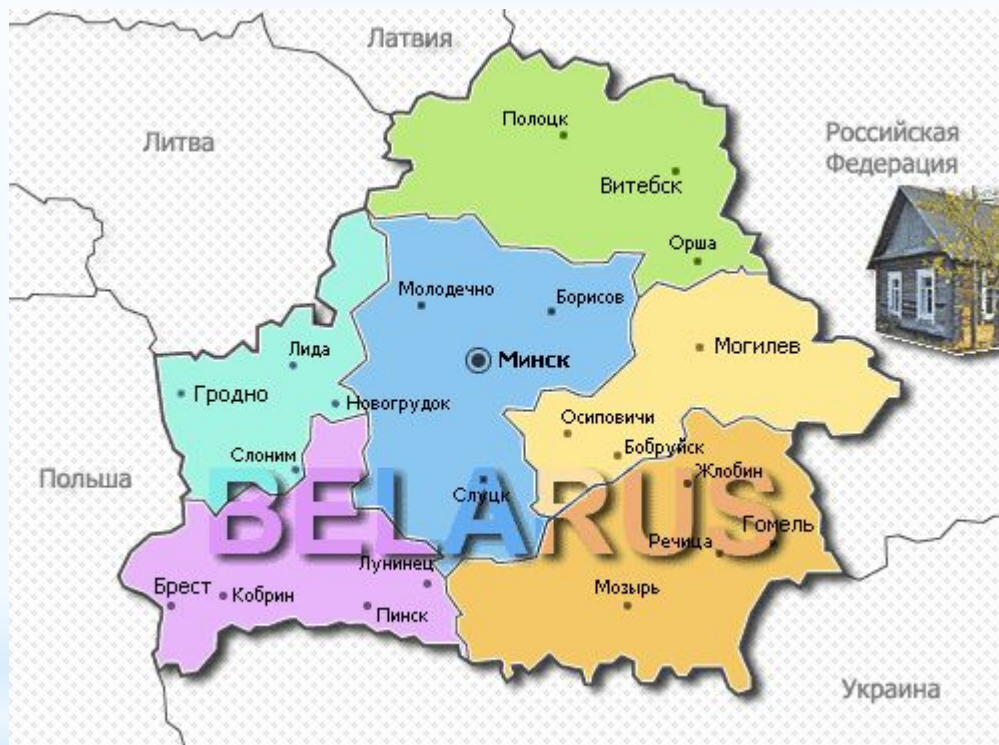 Латвия
Литва
Полоцк
Российская
Федерация
Витебск
Орша
Молодечно
Борисов
Лида
Минск
Могилев
Гродно
Новогрудок
Осиповичи
Слоним
Бобруйск
Польша
Жлобин
Слуцк
BELARUS
Гомель
Речица
Лунинец
Брест
Кобрин
Пинск
Мозырь
Украина